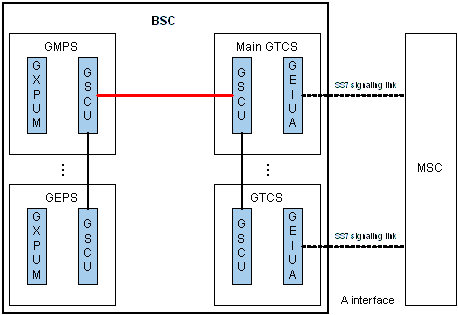 BSC
GMPS
Main GTCS
GXPUM
GSCU
GSCU
GEIUA
SS7 signaling link
MSC
⋮
⋮
GEPS
GTCS
GXPUM
GSCU
GSCU
GEIUA
SS7 signaling link
A interface